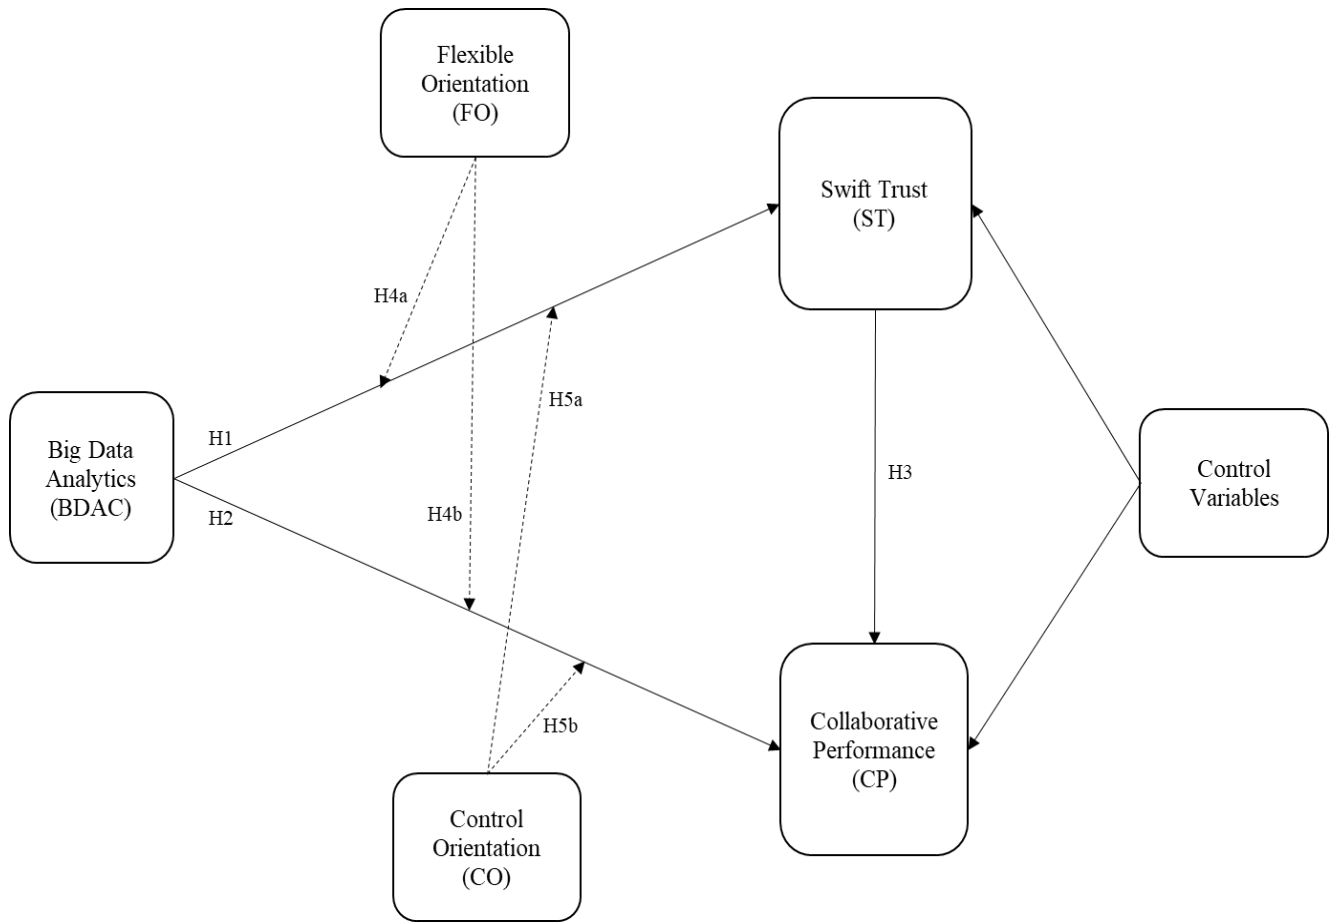 Flexible
Orientation
(FO)
Swift Trust
(ST)
H4a
H5a
H1
Big Data
Analytics
(BDAC)
H2
H4b
H3
Control
Variables
H5b
Collaborative
Performance
(CP)
Control
Orientation
(CO)